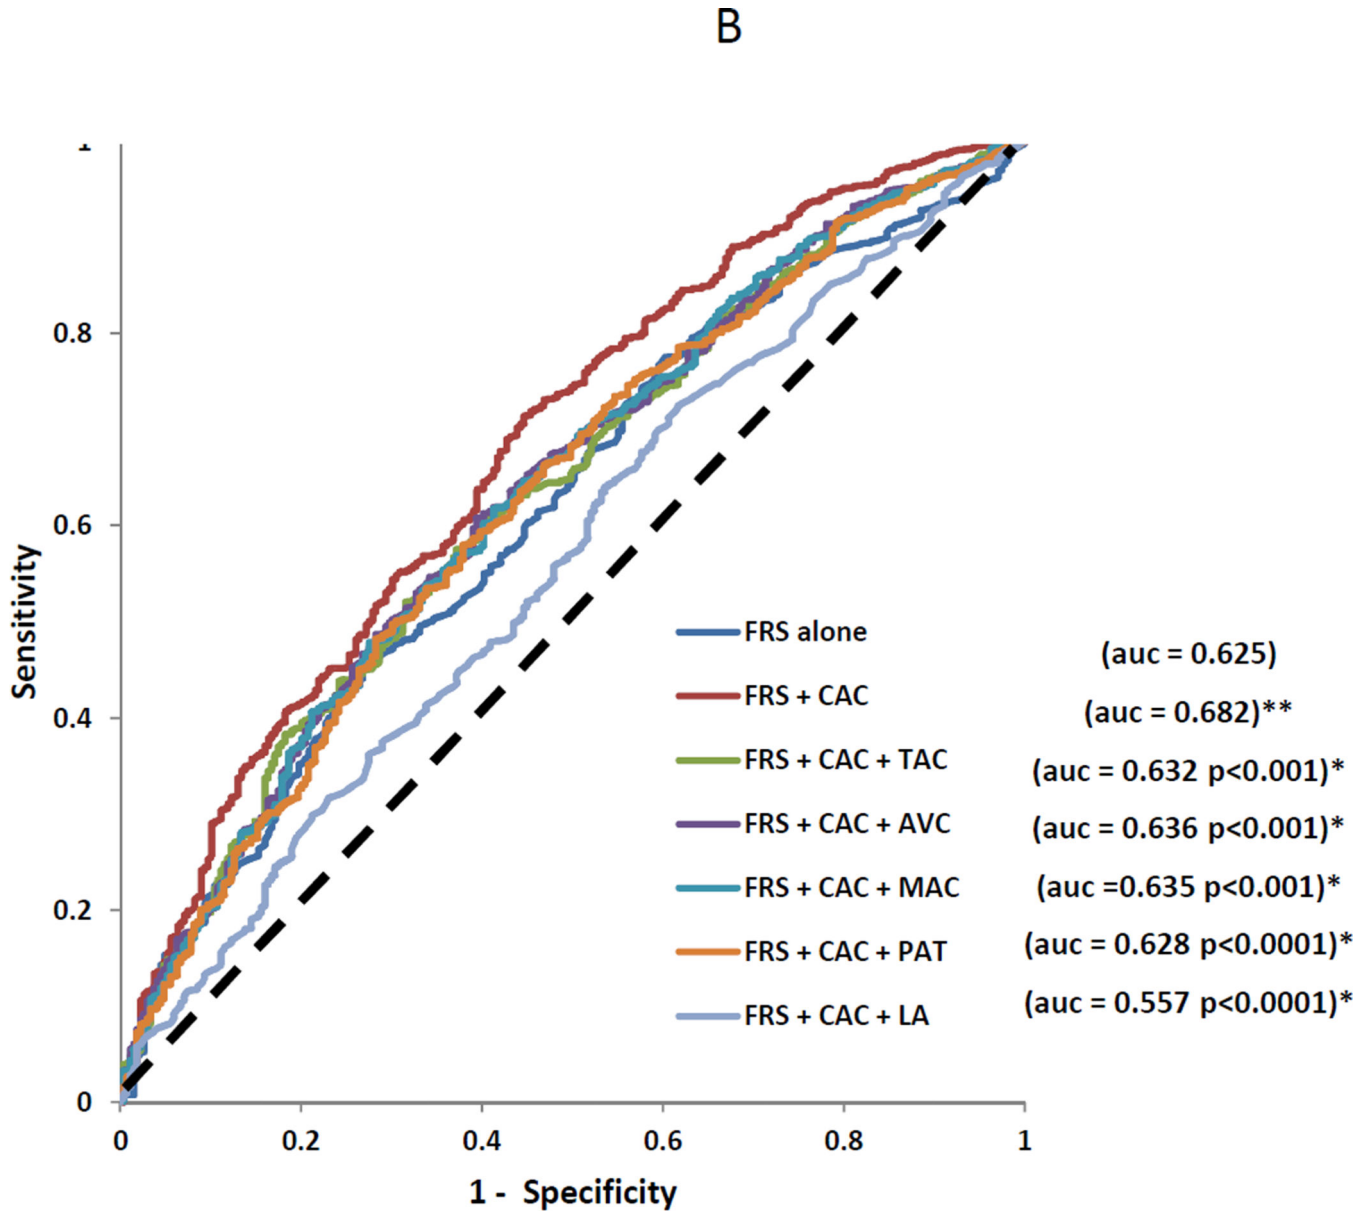 B
1
0.8
0.6
0.4
0.2
0
Sensitivity
0 0.2 0.4 0.6 0.8 1
1 - Specificity
FRS alone (auc = 0.625)
FRS + CAC (auc = 0.682)**
FRS + CAC + TAC (auc = 0.632 p<0.001)*
FRS + CAC + AVC (auc = 0.636 p<0.001)*
FRS + CAC + MAC (auc =0.635 p<0.001)*
FRS + CAC + PAT (auc = 0.628 p<0.0001)*
FRS + CAC + LA (auc = 0.557 p<0.0001)*